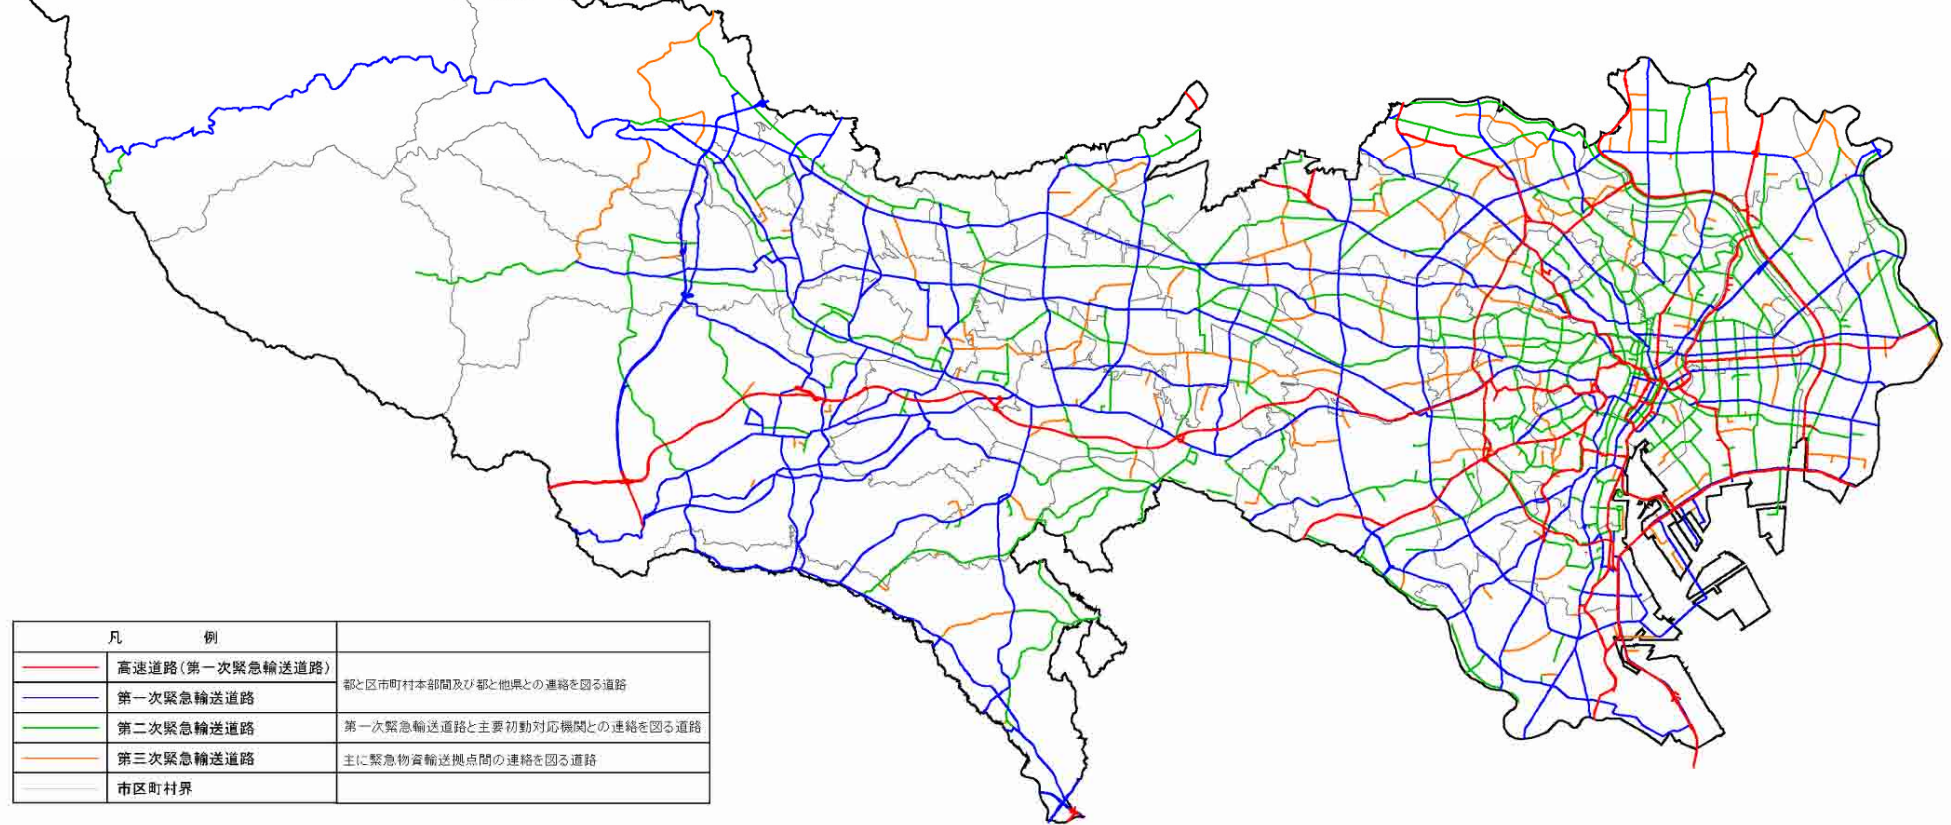 凡 例
高速道路(第一次緊急輸送道路)
第一次緊急輸送道路
都と区市町村本部間及び都と他県との連絡を図る道路
第二次緊急輸送道路
第一次緊急輸送道路と主要初動対応機関との連絡を図る道路
第三次緊急輸送道路
主に緊急物資輸送拠点間の連絡を図る道路
市区町村界